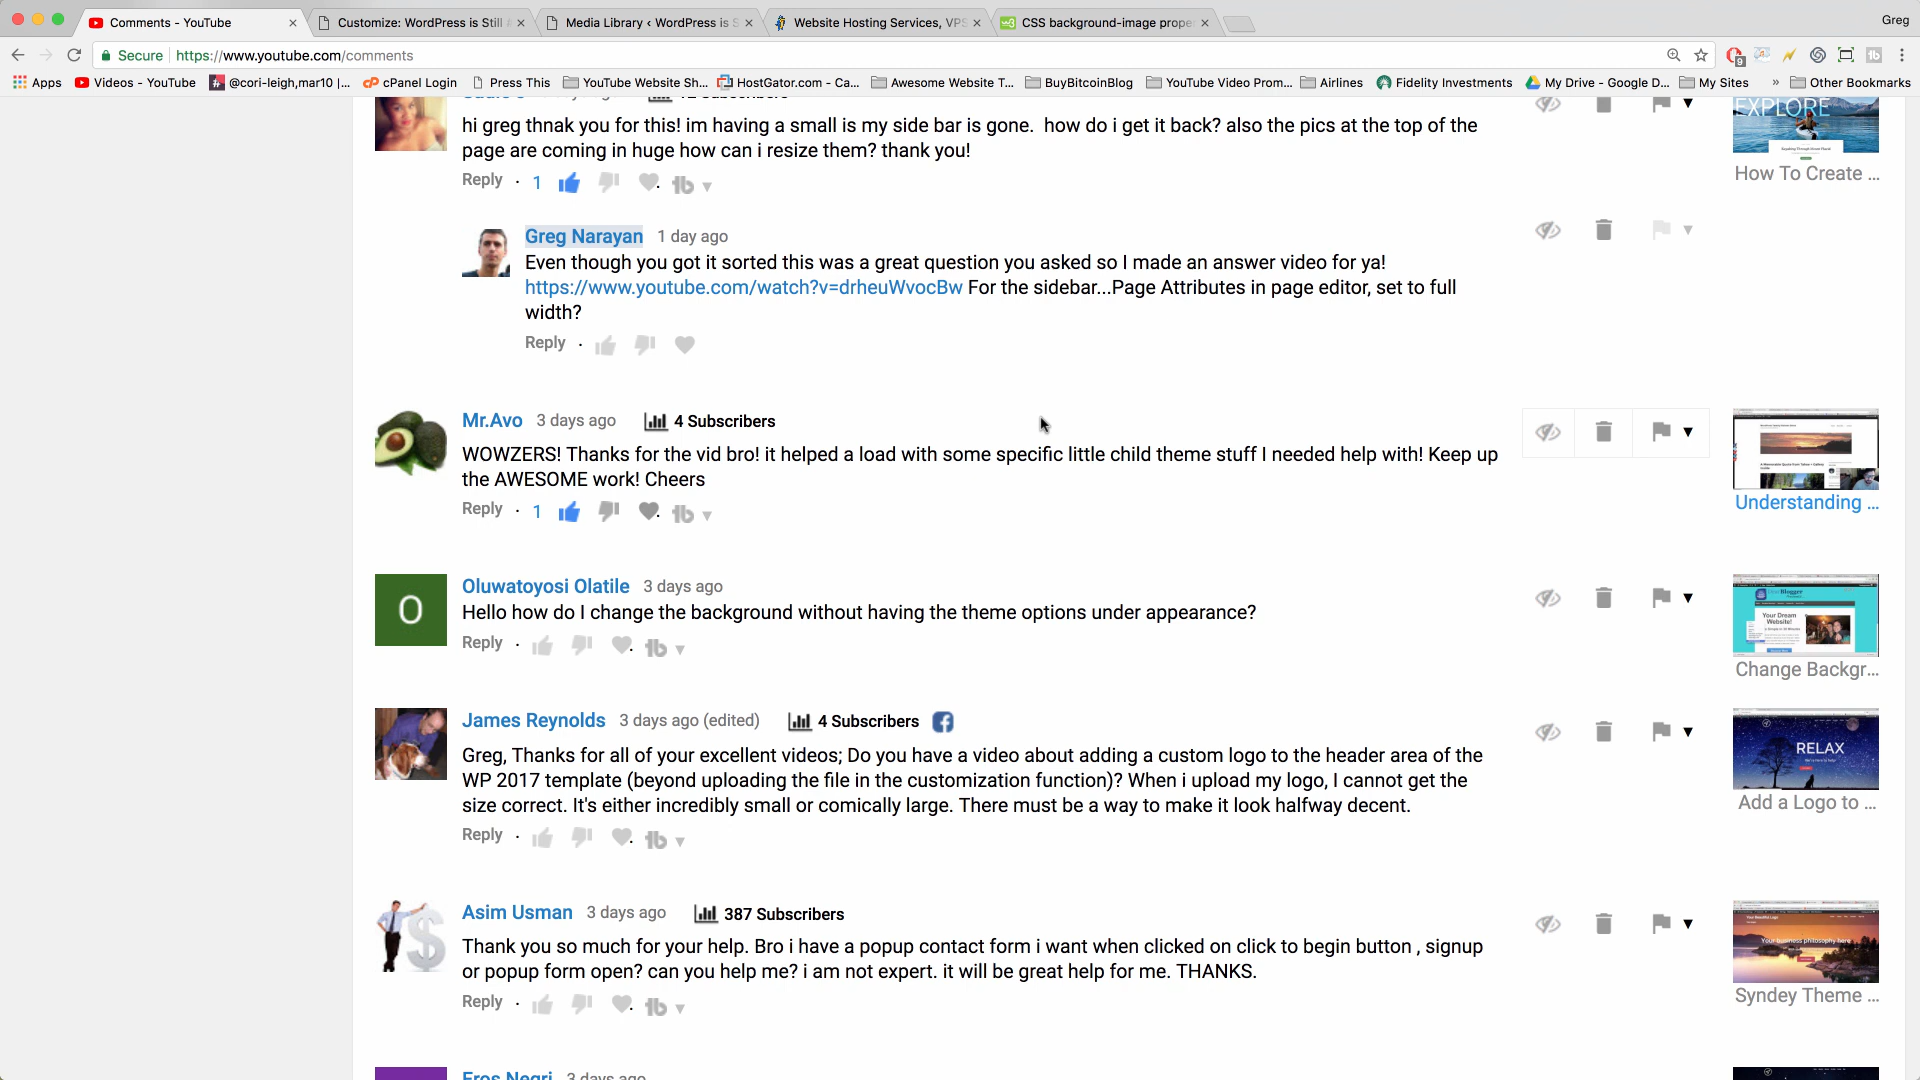 Comments - YouTube
Customize: WordPress is Still
Media Library ‹ WordPress is S
Website Hosting Services, VPS
CSS background-image prope
Greg
Secure https://www.youtube.com/comments
9
Apps Videos - YouTube @cori-leigh,mar10 |... cPanel Login Press This YouTube Website Sh... HostGator.com - Ca... Awesome Website T... BuyBitcoinBlog YouTube Video Prom... Airlines Fidelity Investments My Drive - Google D... My Sites » Other Bookmarks
hi greg thnak you for this! im having a small is my side bar is gone. how do i get it back? also the pics at the top of the
page are coming in huge how can i resize them? thank you!
Reply · 1
EXPLORE
How To Create ...
Greg Narayan 1 day ago
Even though you got it sorted this was a great question you asked so I made an answer video for ya!
https://www.youtube.com/watch?v=drheuWvocBw For the sidebar...Page Attributes in page editor, set to full
width?
Reply ·
Mr.Avo 3 days ago 4 Subscribers
WOWZERS! Thanks for the vid bro! it helped a load with some specific little child theme stuff I needed help with! Keep up
the AWESOME work! Cheers
Reply · 1
Understanding ...
O
Oluwatoyosi Olatile 3 days ago
Hello how do I change the background without having the theme options under appearance?
Reply ·
Your Dream
Website!
Change Backgr...
James Reynolds 3 days ago (edited) 4 Subscribers
Greg, Thanks for all of your excellent videos; Do you have a video about adding a custom logo to the header area of the
WP 2017 template (beyond uploading the file in the customization function)? When i upload my logo, I cannot get the
size correct. It's either incredibly small or comically large. There must be a way to make it look halfway decent.
Reply ·
RELAX
Add a Logo to ...
Asim Usman 3 days ago 387 Subscribers
Thank you so much for your help. Bro i have a popup contact form i want when clicked on click to begin button , signup
or popup form open? can you help me? i am not expert. it will be great help for me. THANKS.
Reply ·
Your business philosophy here
Syndey Theme ...
Eros Negri 3 days ago